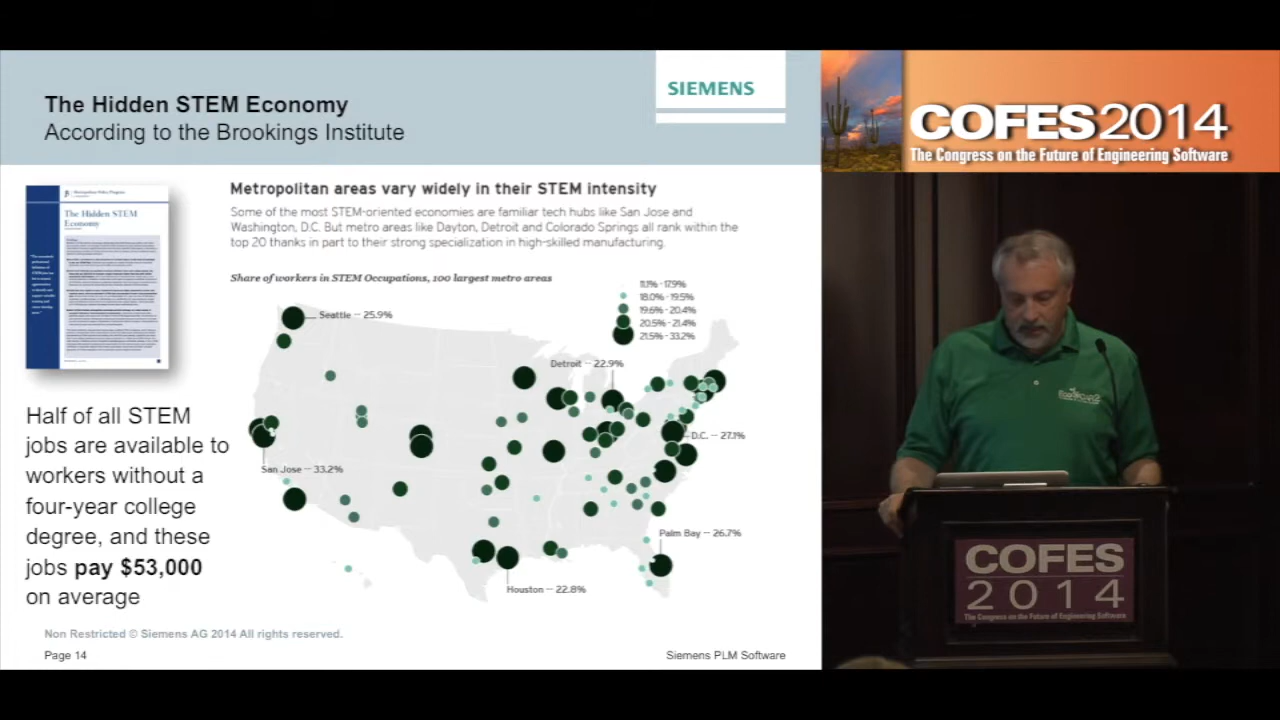 The Hidden STEM Economy
According to the Brookings Institute
SIEMENS
COFES2014
The Congress on the Future of Engineering Software
The Hidden STEM
Economy
Metropolitan areas vary widely in their STEM intensity
Some of the most STEM-oriented economies are familiar tech hubs like San Jose and
Washington, D.C. But metro areas like Dayton, Detroit and Colorado Springs all rank within the
top 20 thanks in part to their strong specialization in high-skilled manufacturing.
Share of workers in STEM Occupations, 100 largest metro areas
11.1% - 17.9%
18.0% - 19.5%
19.6% - 20.4%
20.5% - 21.4%
21.5% - 33.2%
Seattle – 25.9%
Detroit – 22.9%
D.C. – 27.1%
San Jose – 33.2%
Palm Bay – 26.7%
Houston – 22.8%
Half of all STEM
jobs are available to
workers without a
four-year college
degree, and these
jobs pay $53,000
on average
Non Restricted © Siemens AG 2014 All rights reserved.
Page 14
Siemens PLM Software
COFES
2014
The Congress on the Future of Engineering Software